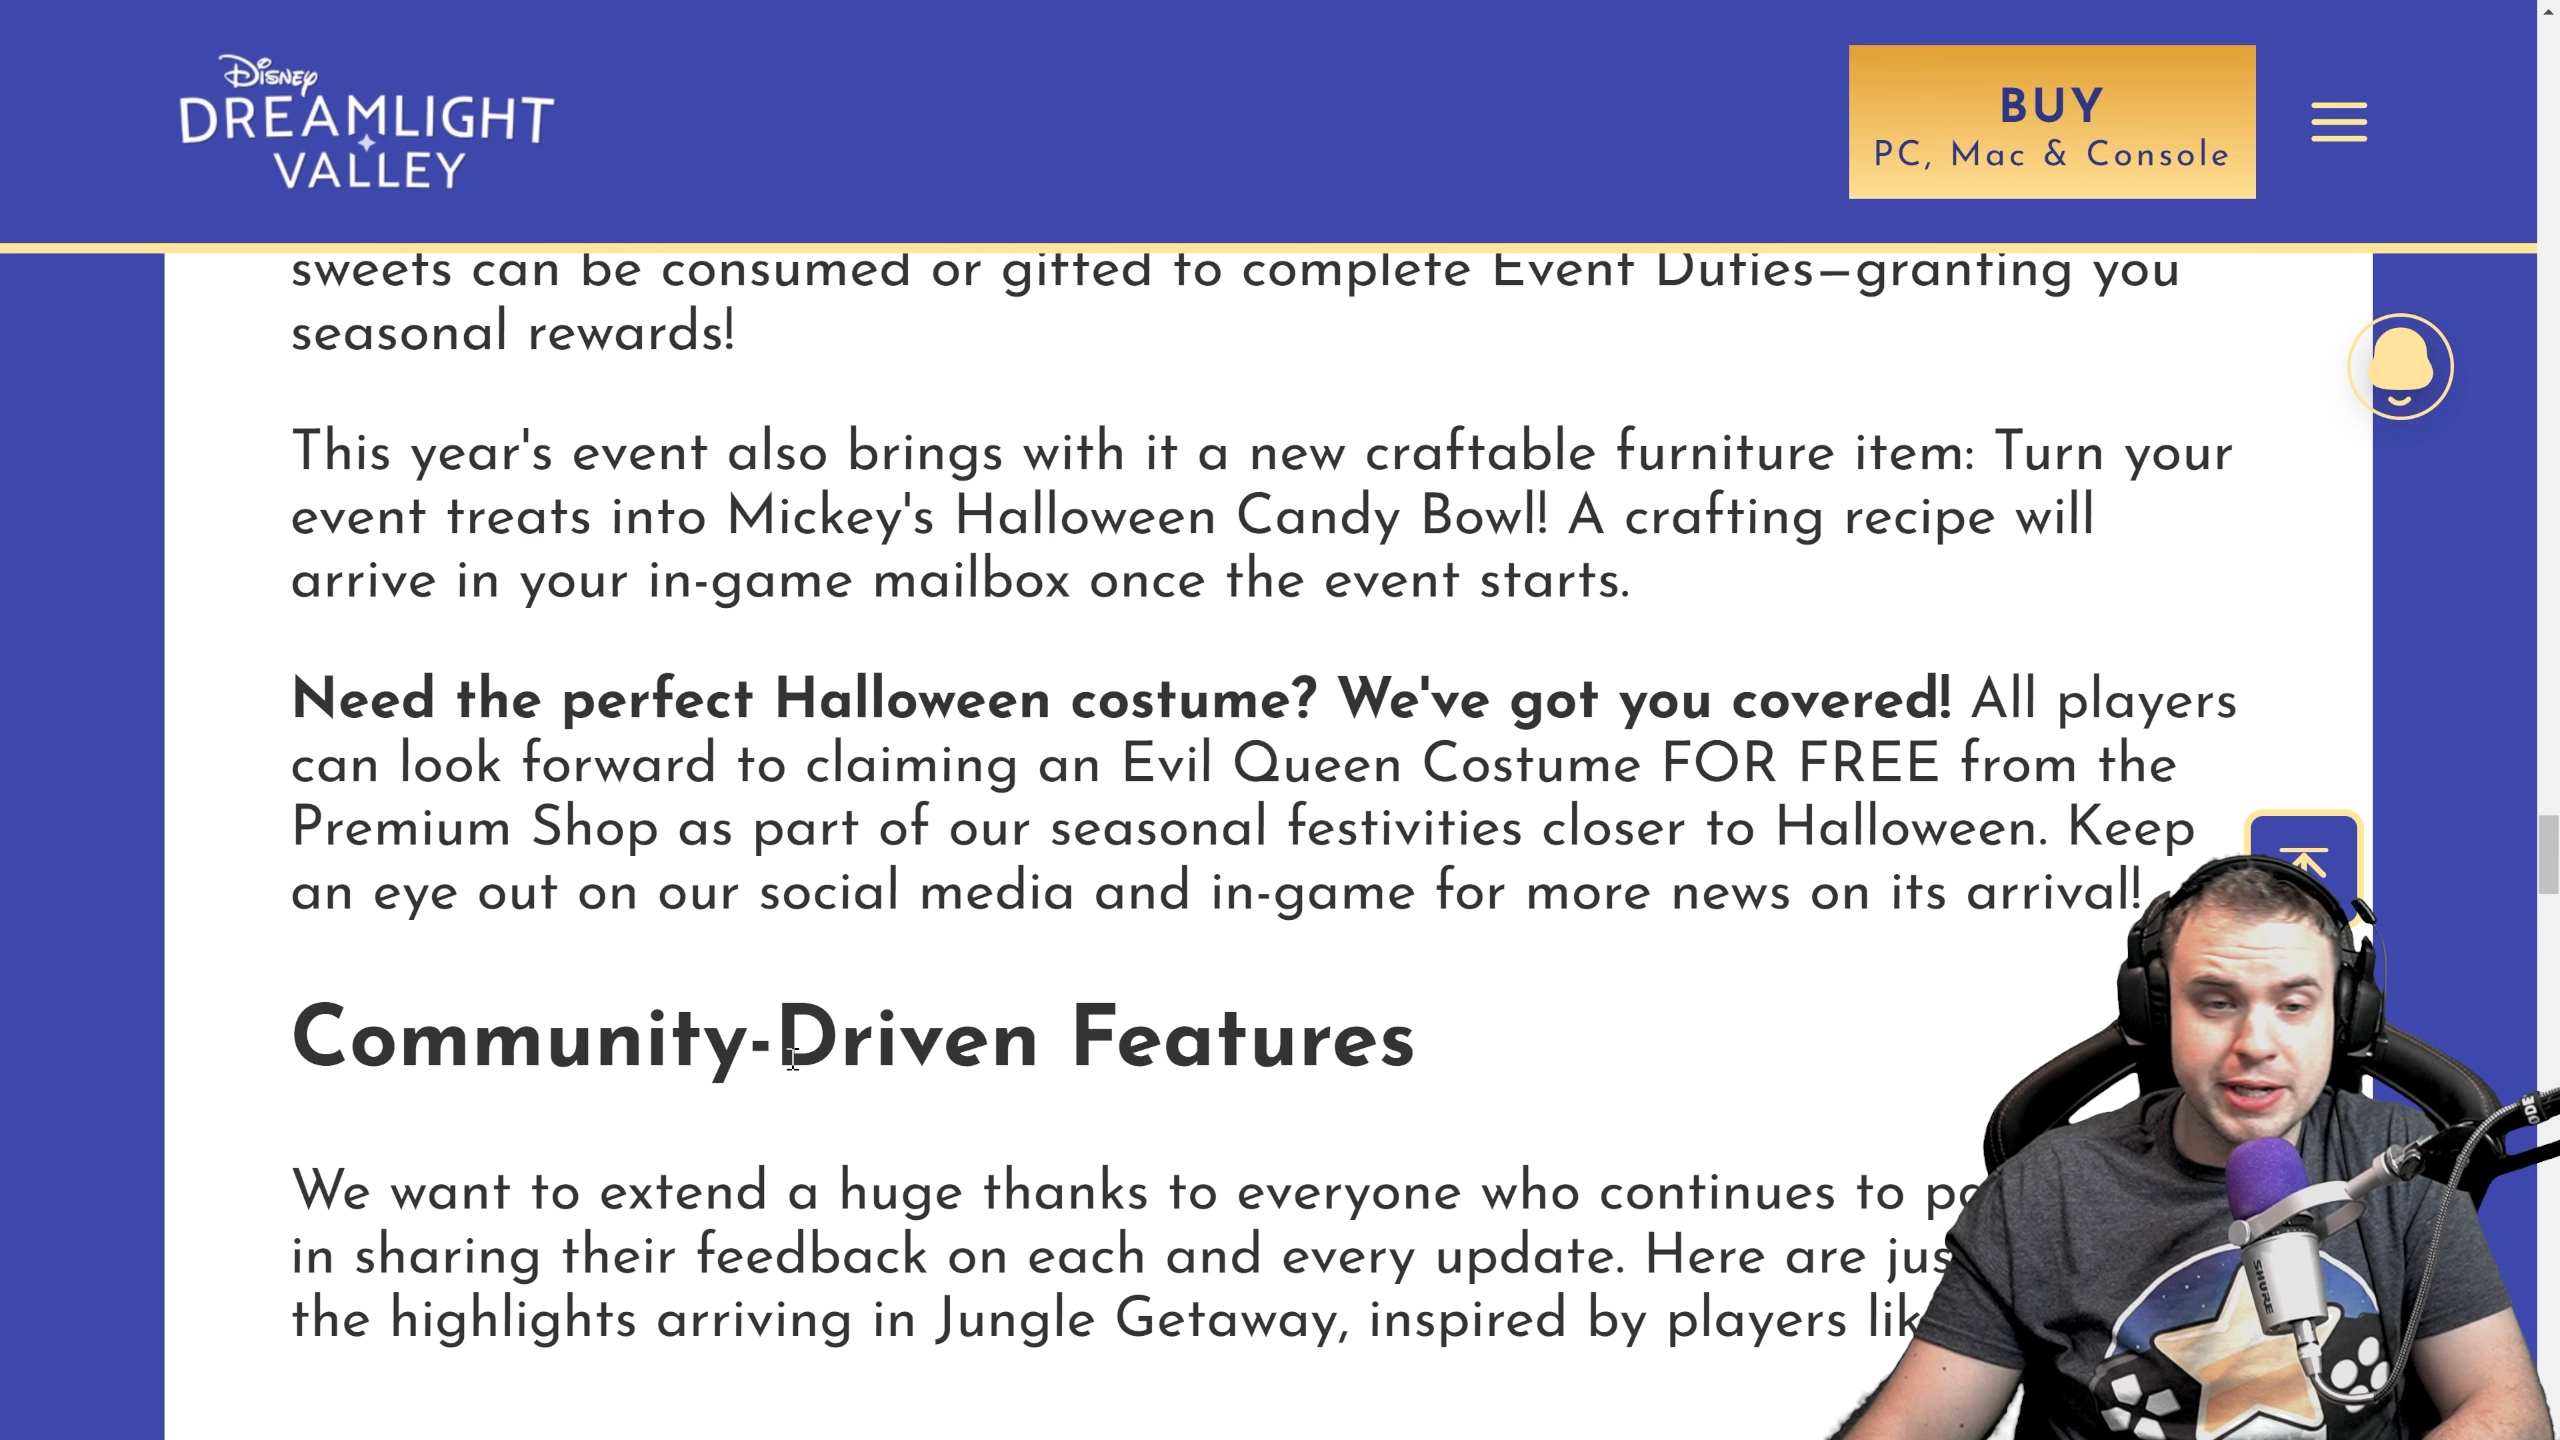 Disney
DREAMLIGHT
VALLEY
BUY
PC, Mac & Console
sweets can be consumed or gifted to complete Event Duties—granting you
seasonal rewards!
This year's event also brings with it a new craftable furniture item: Turn your
event treats into Mickey's Halloween Candy Bowl! A crafting recipe will
arrive in your in-game mailbox once the event starts.
Need the perfect Halloween costume? We've got you covered! All players
can look forward to claiming an Evil Queen Costume FOR FREE from the
Premium Shop as part of our seasonal festivities closer to Halloween. Keep
an eye out on our social media and in-game for more news on its arrival!
Community-Driven Features
We want to extend a huge thanks to everyone who continues to
in sharing their feedback on each and every update. Here are
the highlights arriving in Jungle Getaway, inspired by players
SHURE